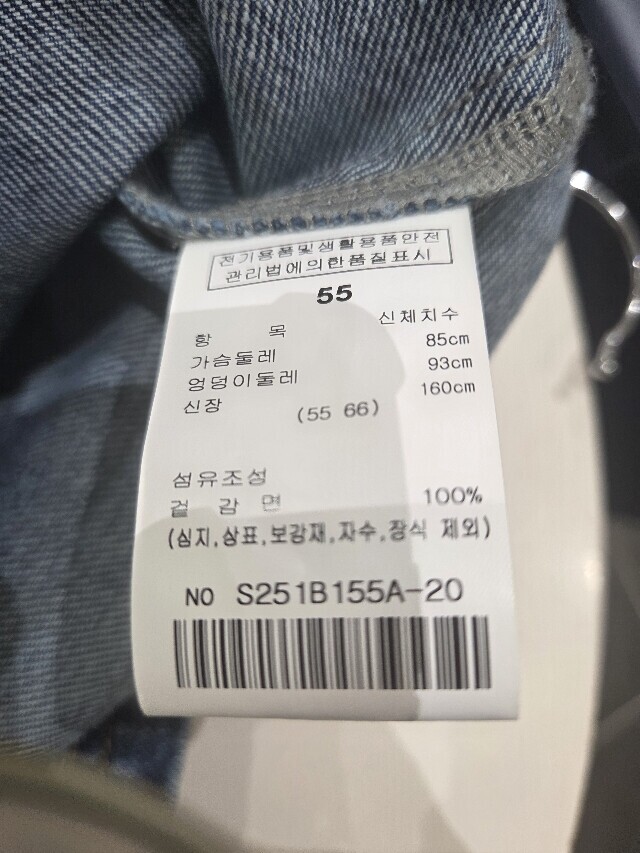 전기용품및생활용품안전
관리법에의한품질표시
55
항 목 신체치수
가슴둘레 85cm
엉덩이둘레 93cm
신장 160cm
(55 66)
섬유조성
겉 감 면 100%
(심지,상표,보강재,자수,장식 제외)
NO S251B155A-20